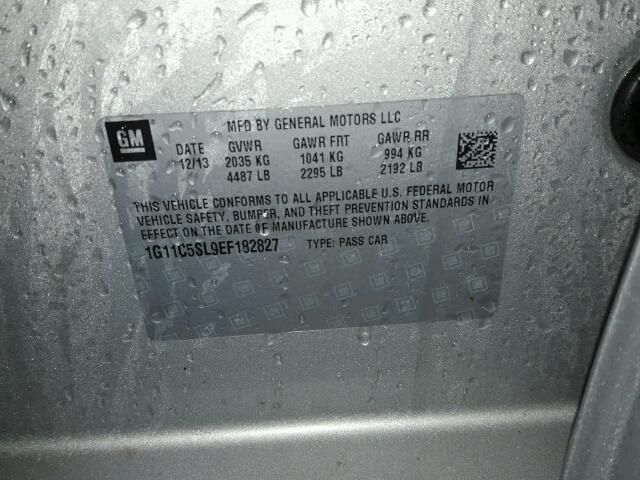 GM
MFD BY GENERAL MOTORS LLC
DATE GVWR GAWR FRT GAWR RR
12/13 2035 KG 1041 KG 994 KG
4487 LB 2295 LB 2192 LB
THIS VEHICLE CONFORMS TO ALL APPLICABLE U.S. FEDERAL MOTOR
VEHICLE SAFETY, BUMPER, AND THEFT PREVENTION STANDARDS IN
EFFECT ON THE DATE OF MANUFACTURE SHOWN ABOVE.
1G11C5SL9EF182827 TYPE: PASS CAR